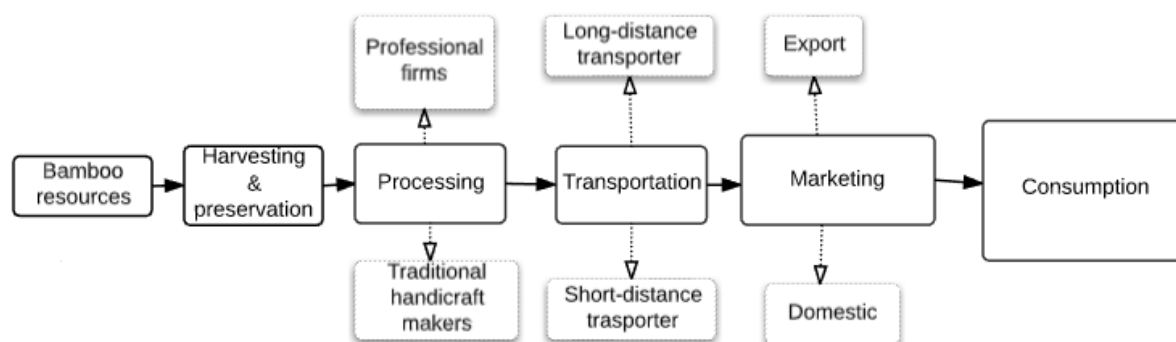 Professional
firms
Long-distance
transporter
Export
Bamboo
resources
Harvesting
&
preservation
Processing
Transportation
Marketing
Consumption
Traditional
handicraft
makers
Short-distance
trasporter
Domestic